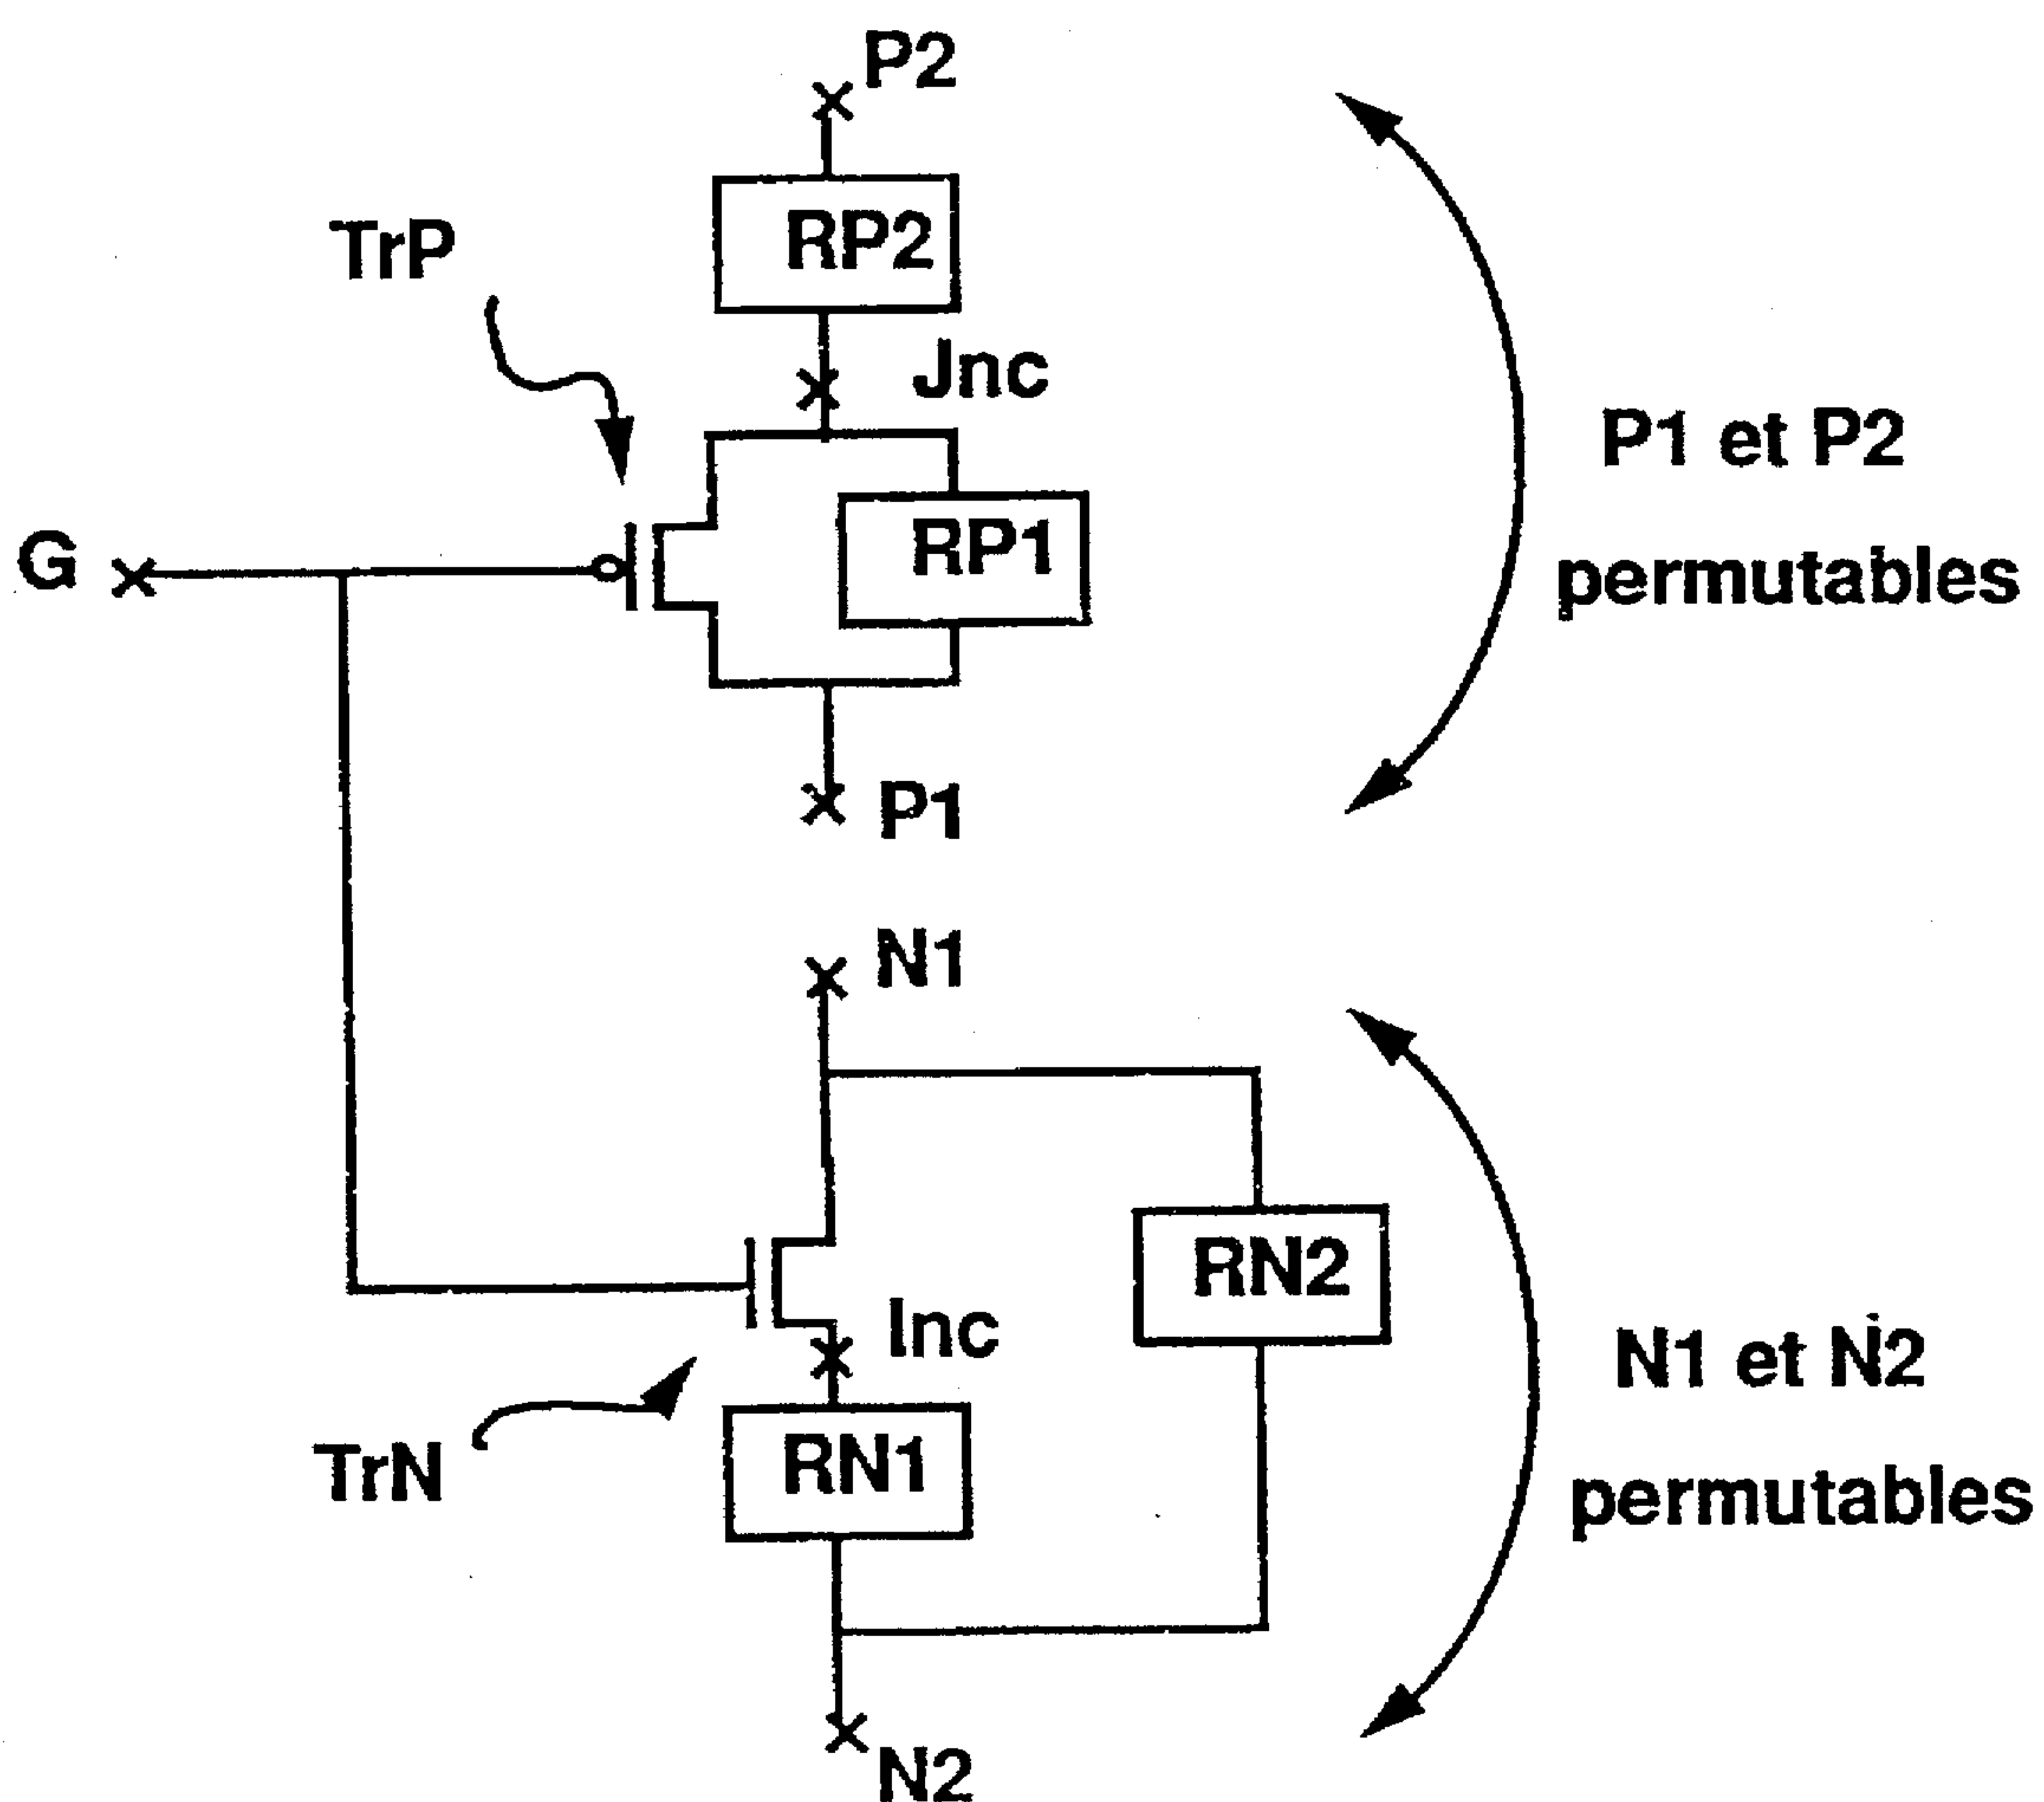 P2
RP2
TrP
Jnc
P1 et P2
permutables
G
RP1
P1
N1
RN2
Inc
N1 et N2
permutables
RN1
TrN
N2